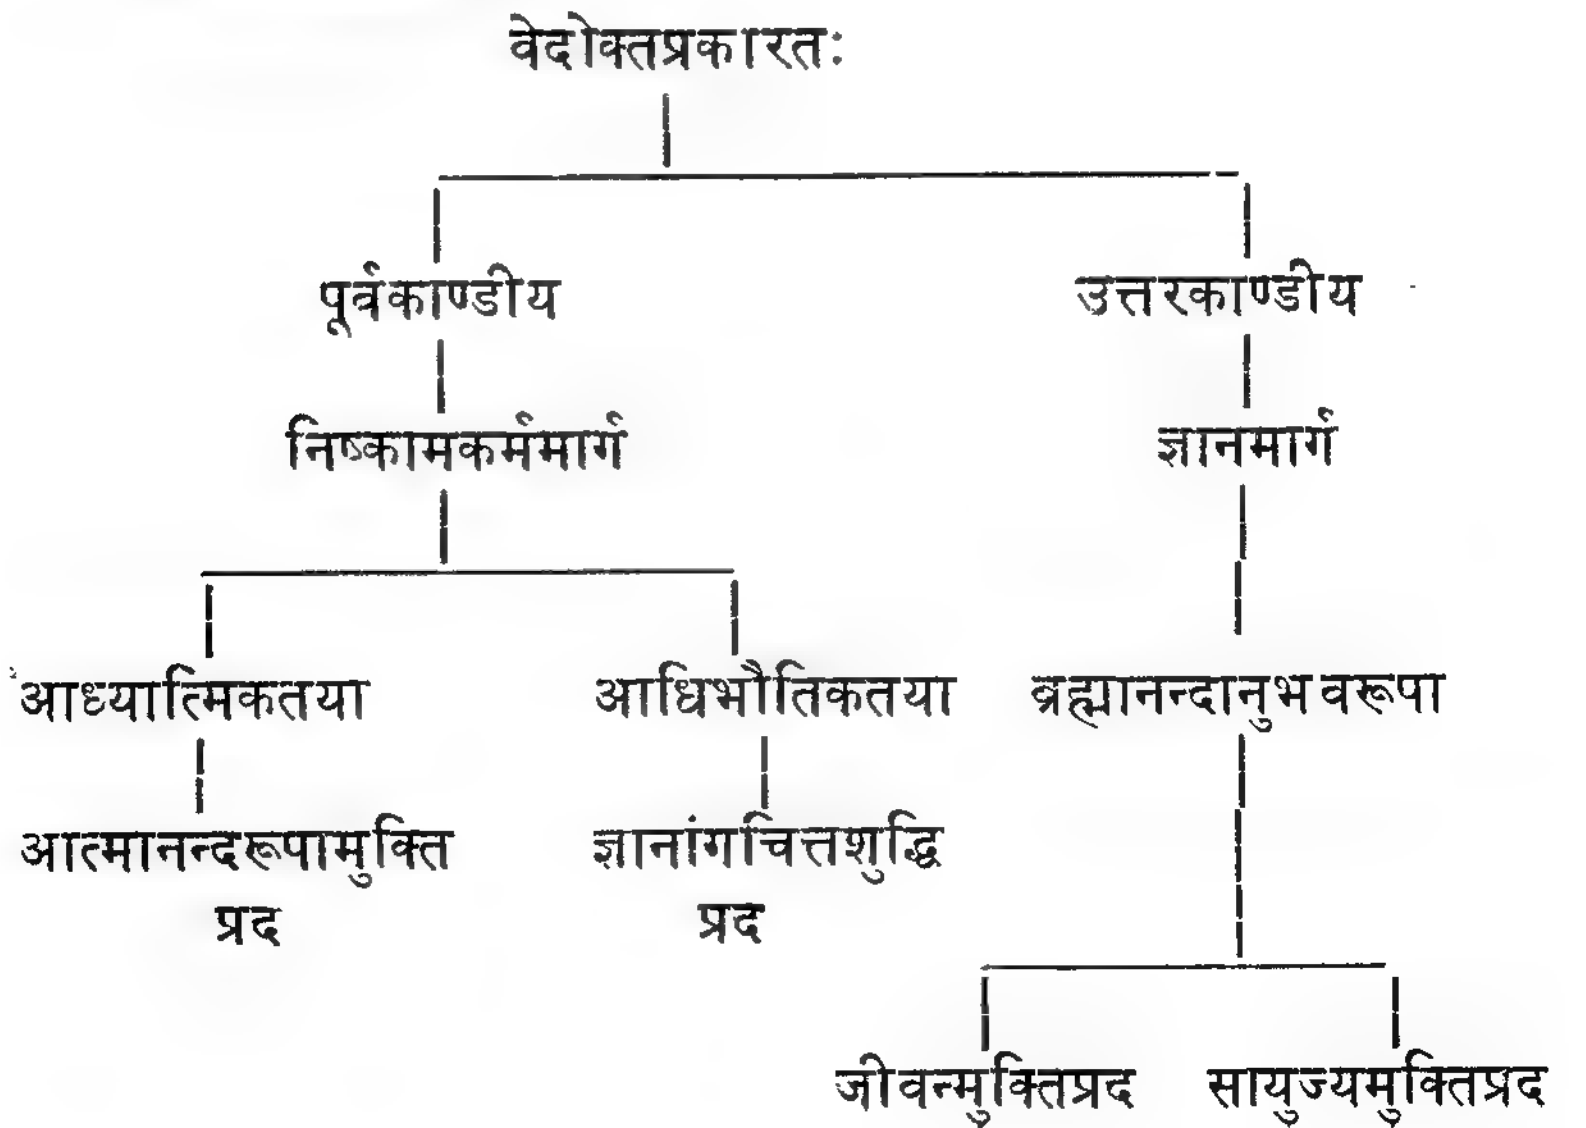 वेदोक्तप्रकारतः
पूर्वकाण्डीय
उत्तरकाण्डीय
निष्काममकर्ममार्ग
ज्ञानमार्ग
आध्यात्मिकतया
आधिभौतिकतया
ब्रह्मानन्दानुभवरूपा
आत्मानन्दरूपामुक्ति
प्रद
ज्ञानांगचित्तशुद्धि
प्रद
जीवन्मुक्तिप्रद
सायुज्यमुक्तिप्रद